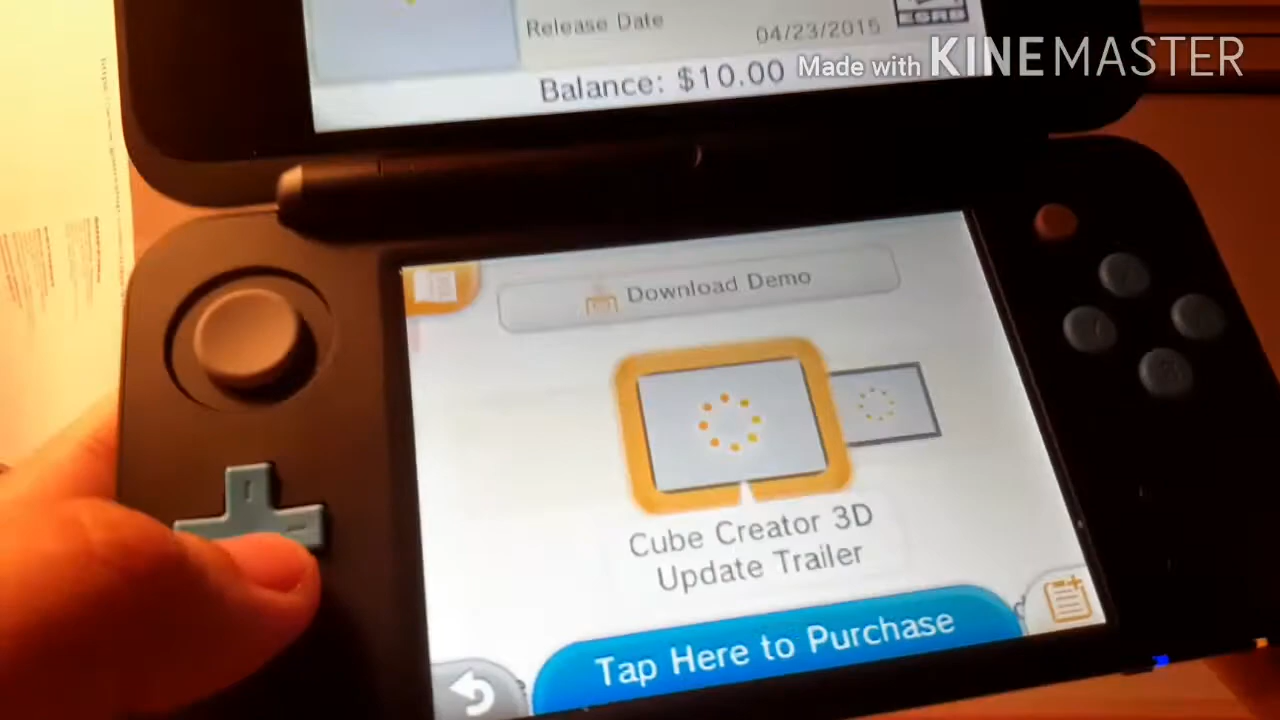 Release Date
04/23/2015
ESRB
Balance: $10.00
Made with KINEMASTER
Download Demo
Cube Creator 3D
Update Trailer
Tap Here to Purchase